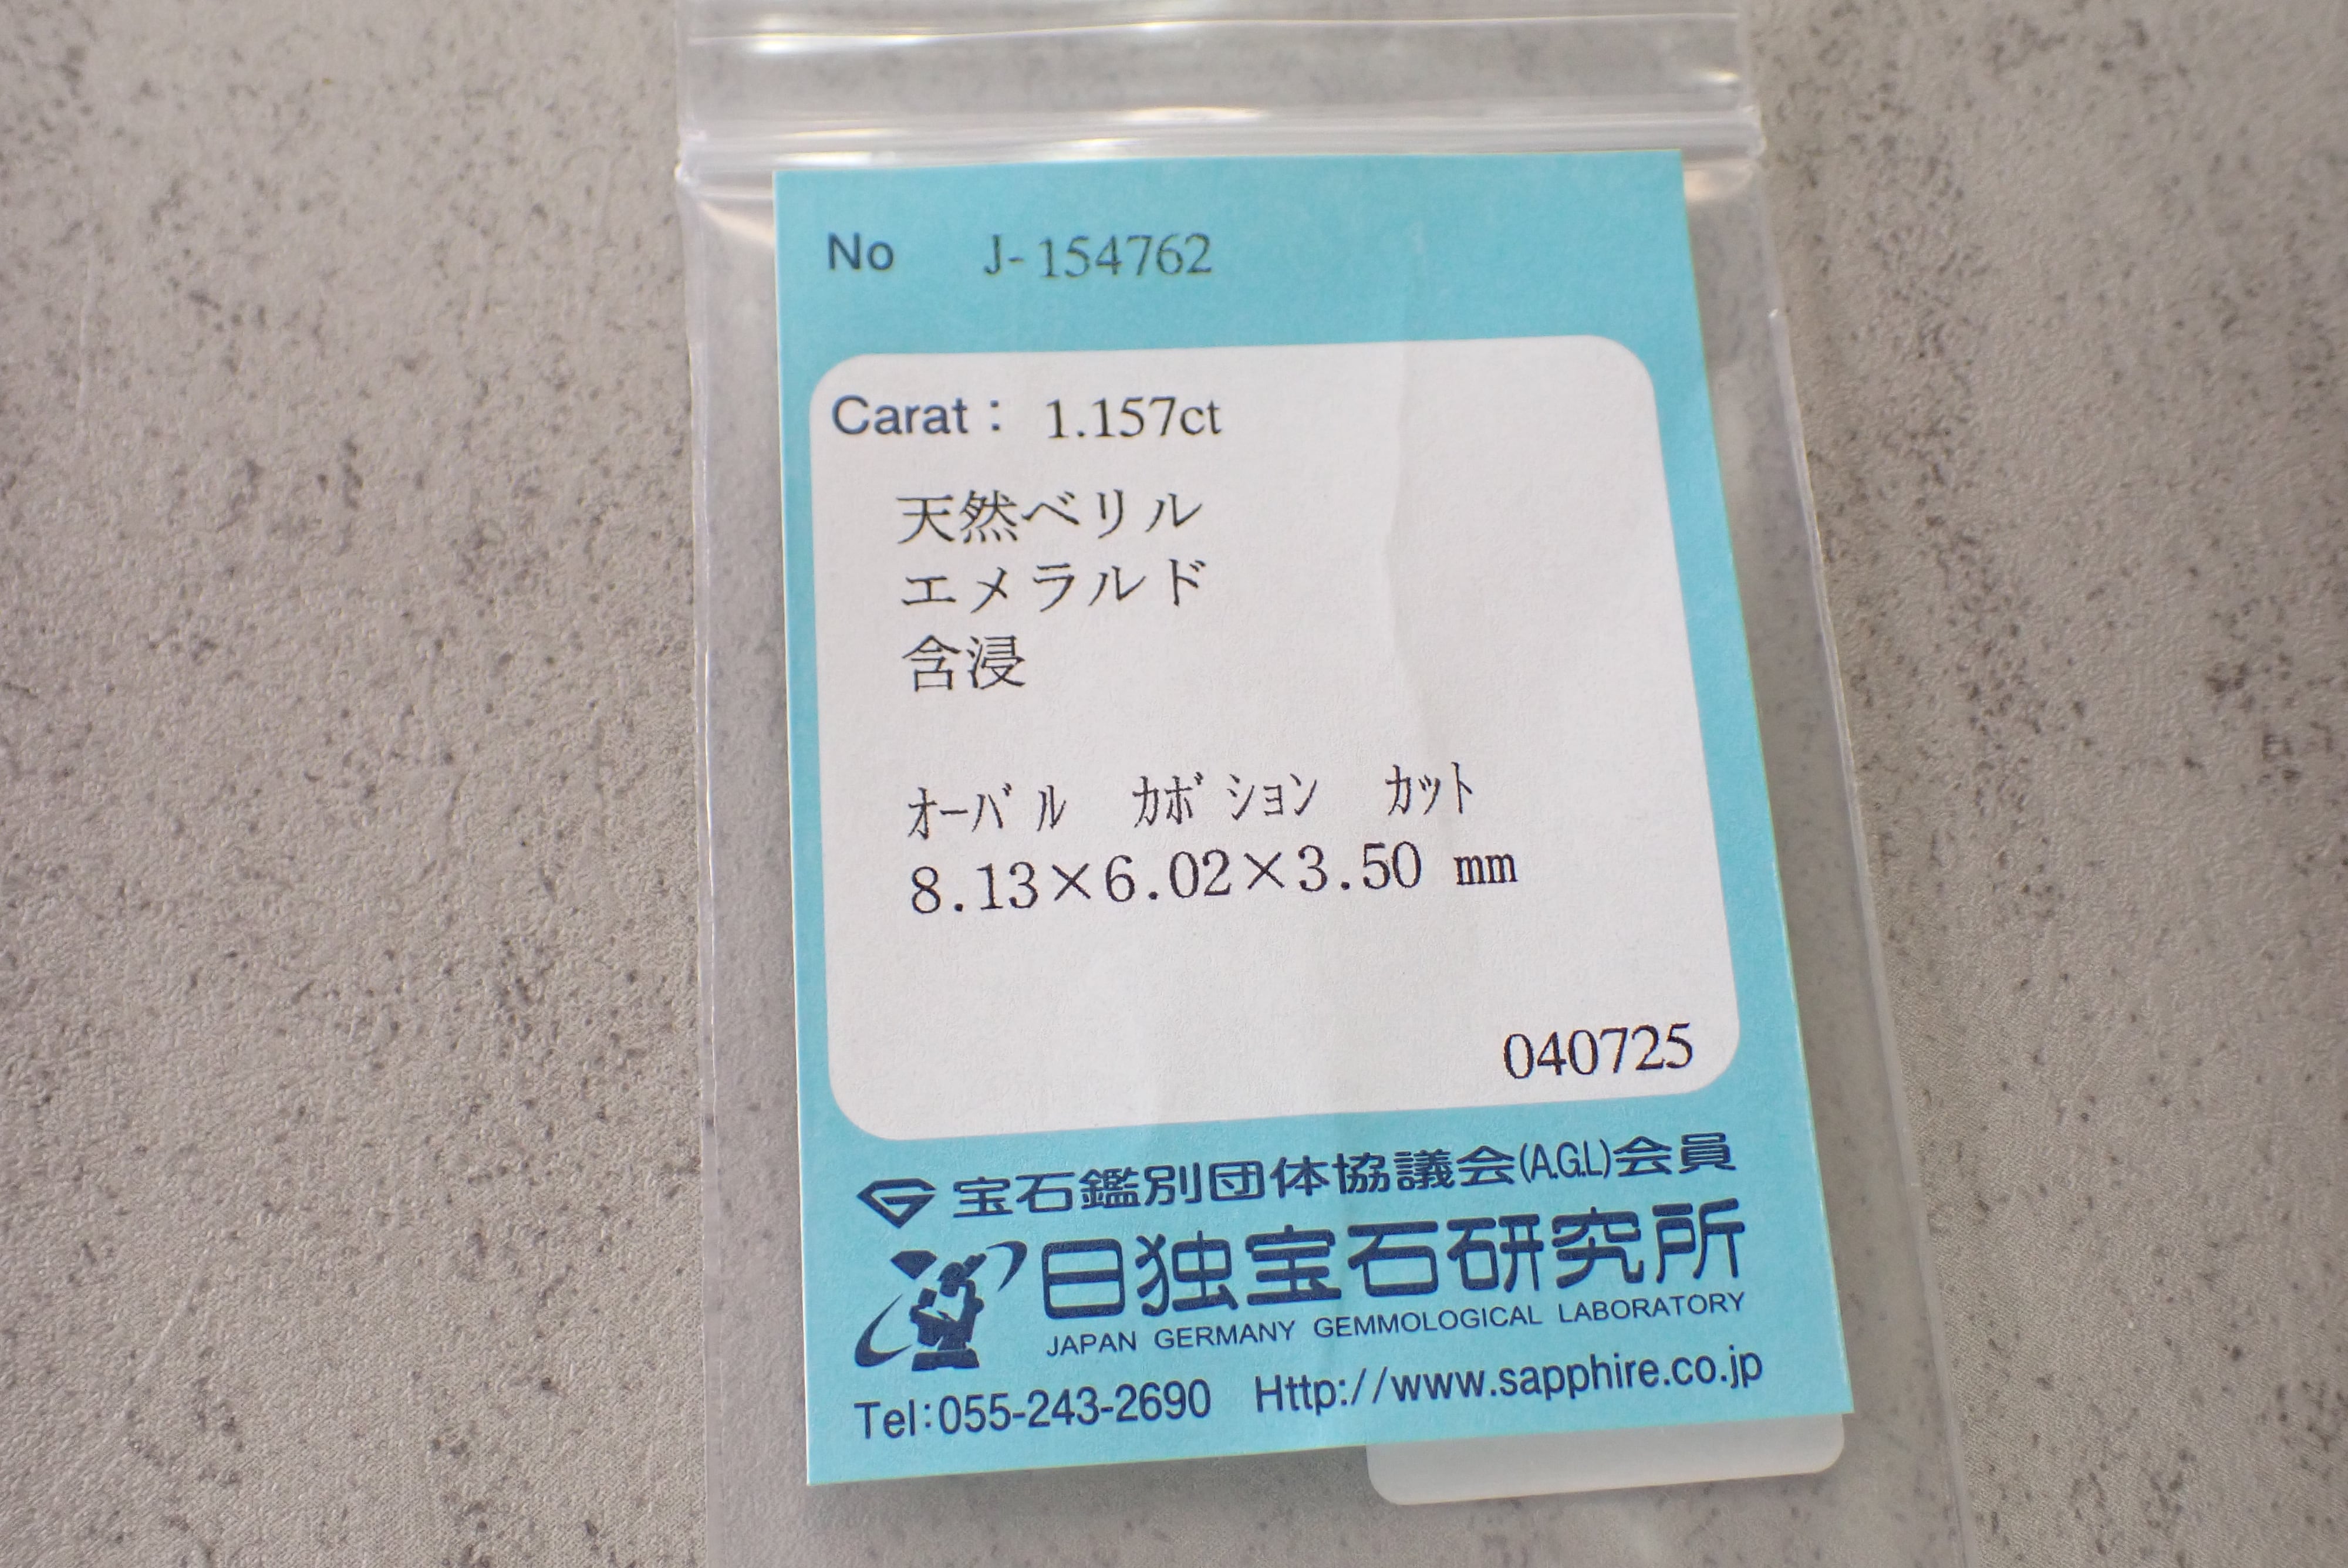 No J-154762
Carat： 1.157ct
天然ベリル
エメラルド
含浸
ｵｰﾊﾞﾙ ｶﾎﾞｼｮﾝ ｶｯﾄ
8.13×6.02×3.50 mm
040725
宝石鑑別団体協議会(A.G.L)会員
日独宝石研究所
JAPAN GERMANY GEMMOLOGICAL LABORATORY
Tel:055-243-2690 Http://www.sapphire.co.jp